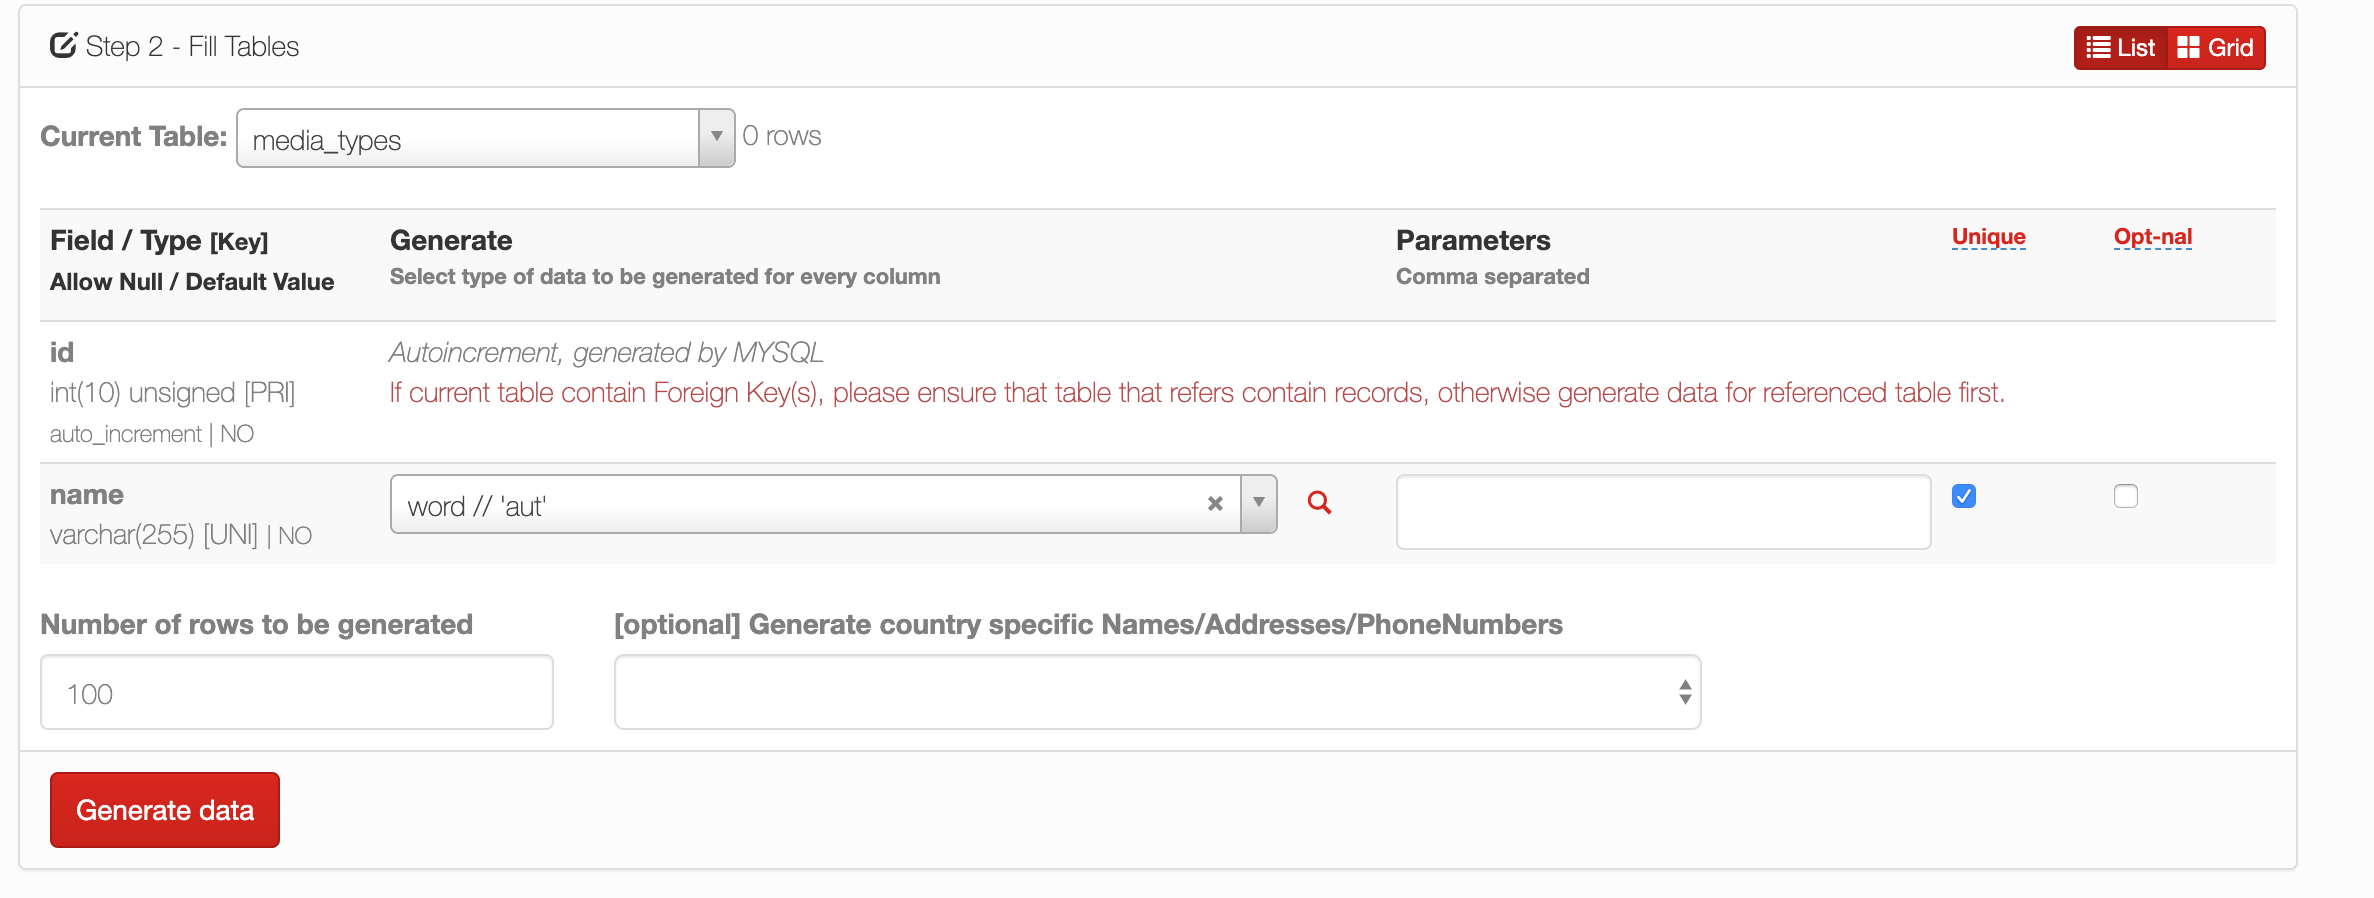 Step 2 - Fill Tables
List Grid
Current Table: media_types 0 rows
Field / Type [Key] Generate Parameters Unique Opt-nal
Allow Null / Default Value Select type of data to be generated for every column Comma separated
id Autoincrement, generated by MYSQL
int(10) unsigned [PRI] If current table contain Foreign Key(s), please ensure that table that refers contain records, otherwise generate data for referenced table first.
auto_increment | NO
name word // 'aut'
varchar(255) [UNI] | NO
Number of rows to be generated [optional] Generate country specific Names/Addresses/PhoneNumbers
100
Generate data